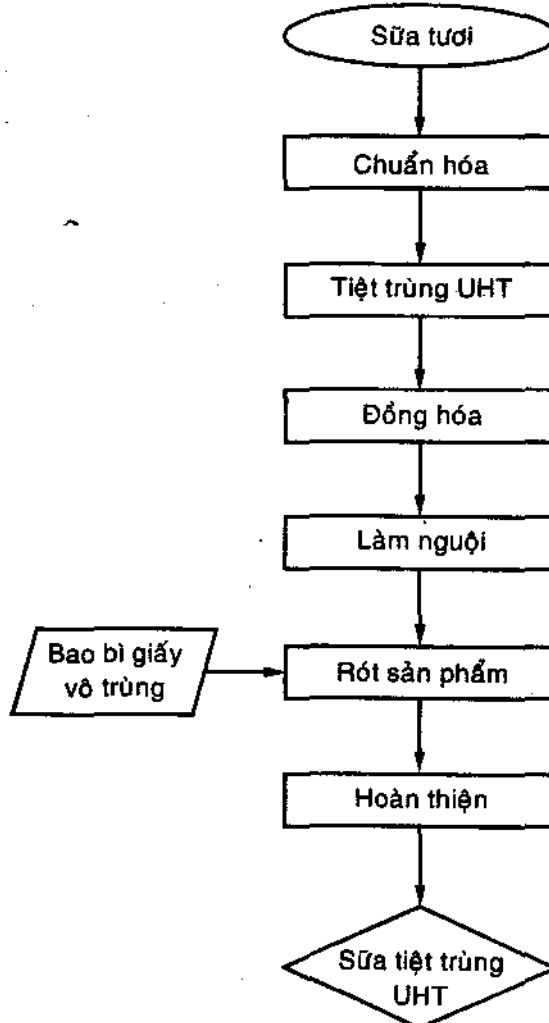 Sữa tươi
Chuẩn hóa
Tiệt trùng UHT
Đồng hóa
Làm nguội
Bao bì giấy
vô trùng
Rót sản phẩm
Hoàn thiện
Sữa tiệt trùng
UHT